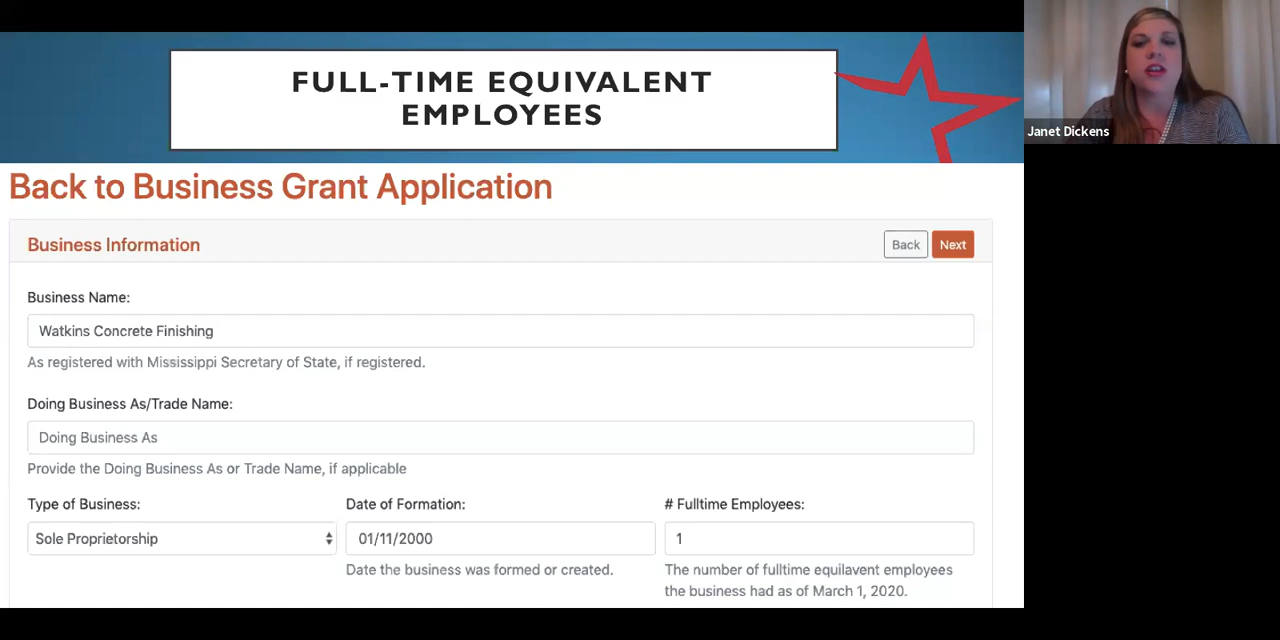 FULL-TIME EQUIVALENT
EMPLOYEES
Janet Dickens
Back to Business Grant Application
Business Information
Back
Next
Business Name:
Watkins Concrete Finishing
As registered with Mississippi Secretary of State, if registered.
Doing Business As/Trade Name:
Doing Business As
Provide the Doing Business As or Trade Name, if applicable
Type of Business:
Date of Formation:
# Fulltime Employees:
Sole Proprietorship
01/11/2000
1
Date the business was formed or created.
The number of fulltime equilavent employees
the business had as of March 1, 2020.